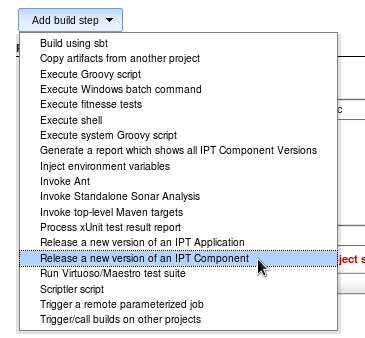 Add build step
Build using sbt
Copy artifacts from another project
Execute Groovy script
Execute Windows batch command
Execute fitnesse tests
Execute shell
Execute system Groovy script
Generate a report which shows all IPT Component Versions
Inject environment variables
Invoke Ant
Invoke Standalone Sonar Analysis
Invoke top-level Maven targets
Process xUnit test result report
Release a new version of an IPT Application
Release a new version of an IPT Component
Run Virtuoso/Maestro test suite
Scriptler script
Trigger a remote parameterized job
Trigger/call builds on other projects